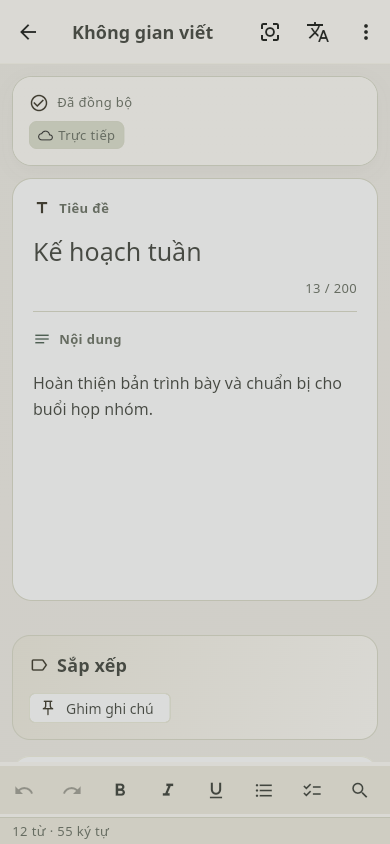 Không gian viết
Đã đồng bộ
Trực tiếp
Tiêu đề
Kế hoạch tuần
13 / 200
Nội dung
Hoàn thiện bản trình bày và chuẩn bị cho
buổi họp nhóm.
Sắp xếp
Ghim ghi chú
12 từ · 55 ký tự